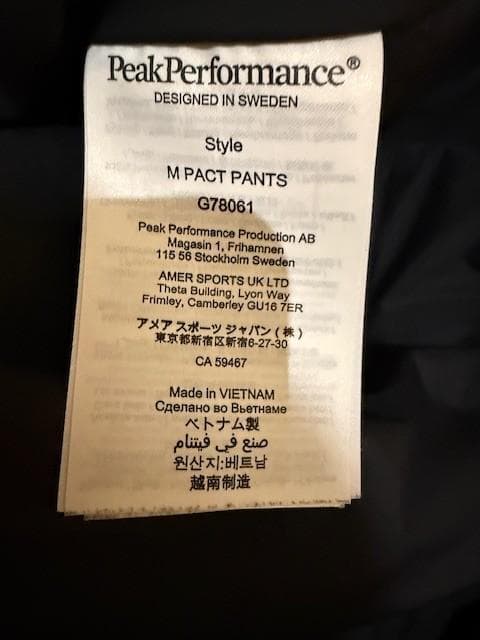 PeakPerformance®
DESIGNED IN SWEDEN
Style
M PACT PANTS
G78061
Peak Performance Production AB
Magasin 1, Frihamnen
115 56 Stockholm Sweden
AMER SPORTS UK LTD
Theta Building, Lyon Way
Frimley, Camberley GU16 7ER
アメア スポーツ ジャパン (株)
東京都新宿区新宿6-27-30
CA 59467
Made in VIETNAM
Сделано во Вьетнаме
ベトナム製
صنع في فيتنام
원산지:베트남
越南制造